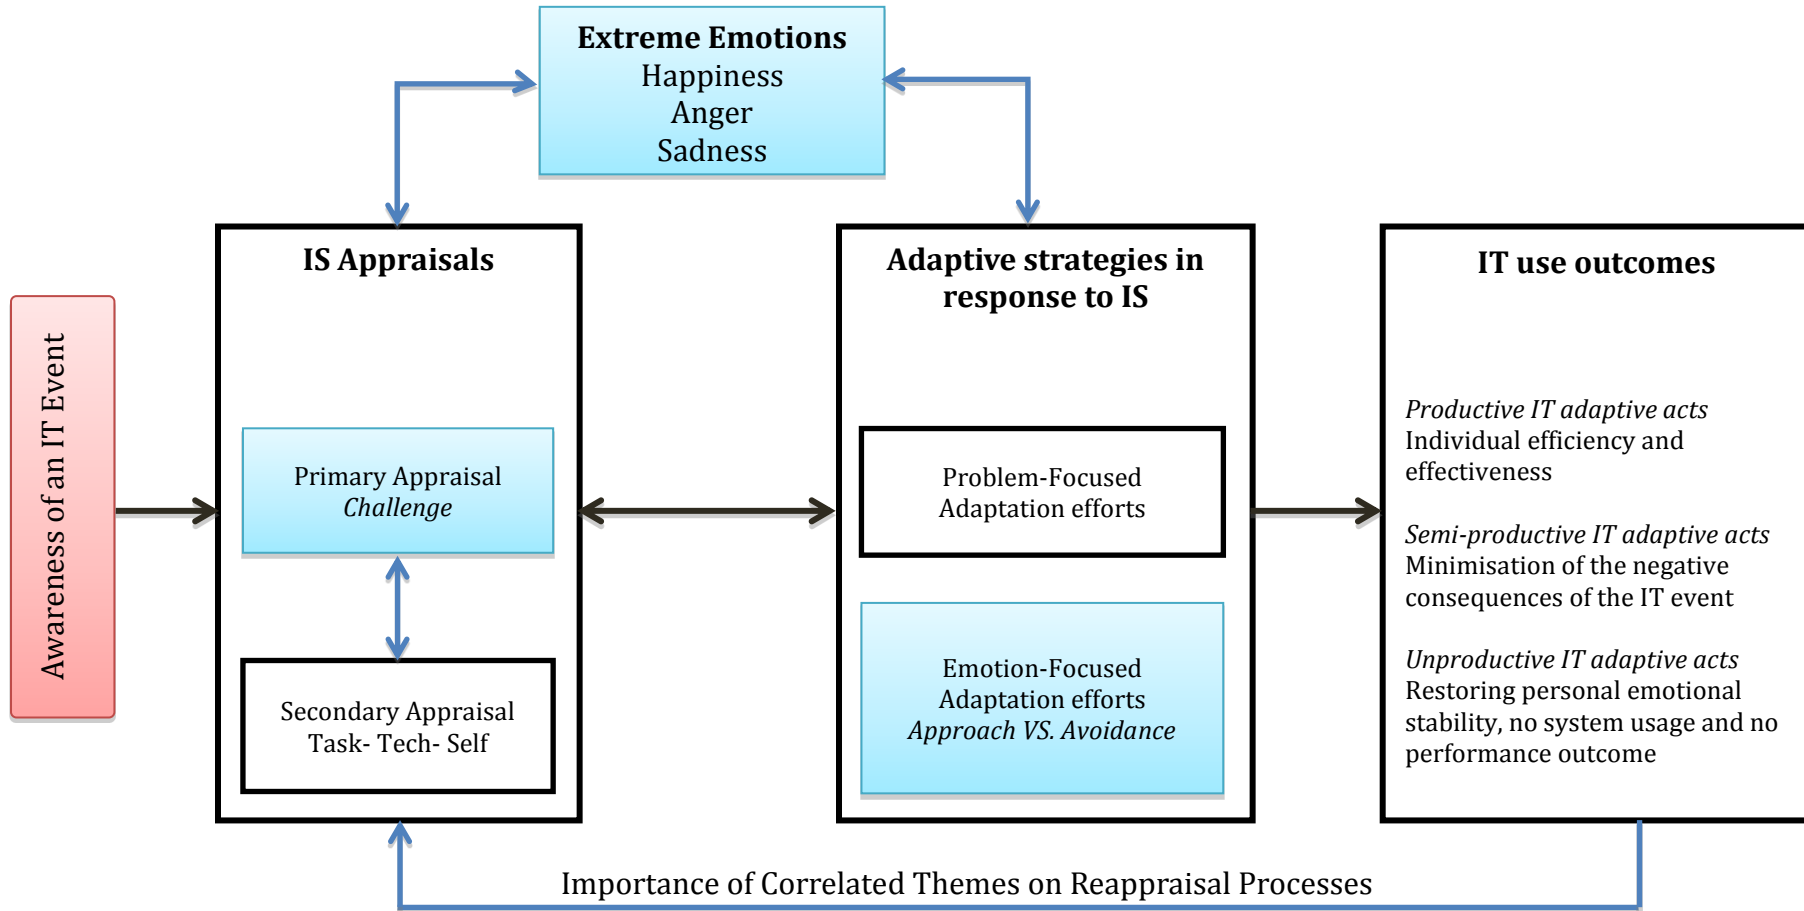 Extreme Emotions
Happiness
Anger
Sadness
Awareness of an IT Event
IS Appraisals
Primary Appraisal
Challenge
Secondary Appraisal
Task- Tech- Self
Adaptive strategies in
response to IS
Problem-Focused
Adaptation efforts
Emotion-Focused
Adaptation efforts
Approach VS. Avoidance
IT use outcomes
Productive IT adaptive acts
Individual efficiency and
effectiveness
Semi-productive IT adaptive acts
Minimisation of the negative
consequences of the IT event
Unproductive IT adaptive acts
Restoring personal emotional
stability, no system usage and no
performance outcome
Importance of Correlated Themes on Reappraisal Processes